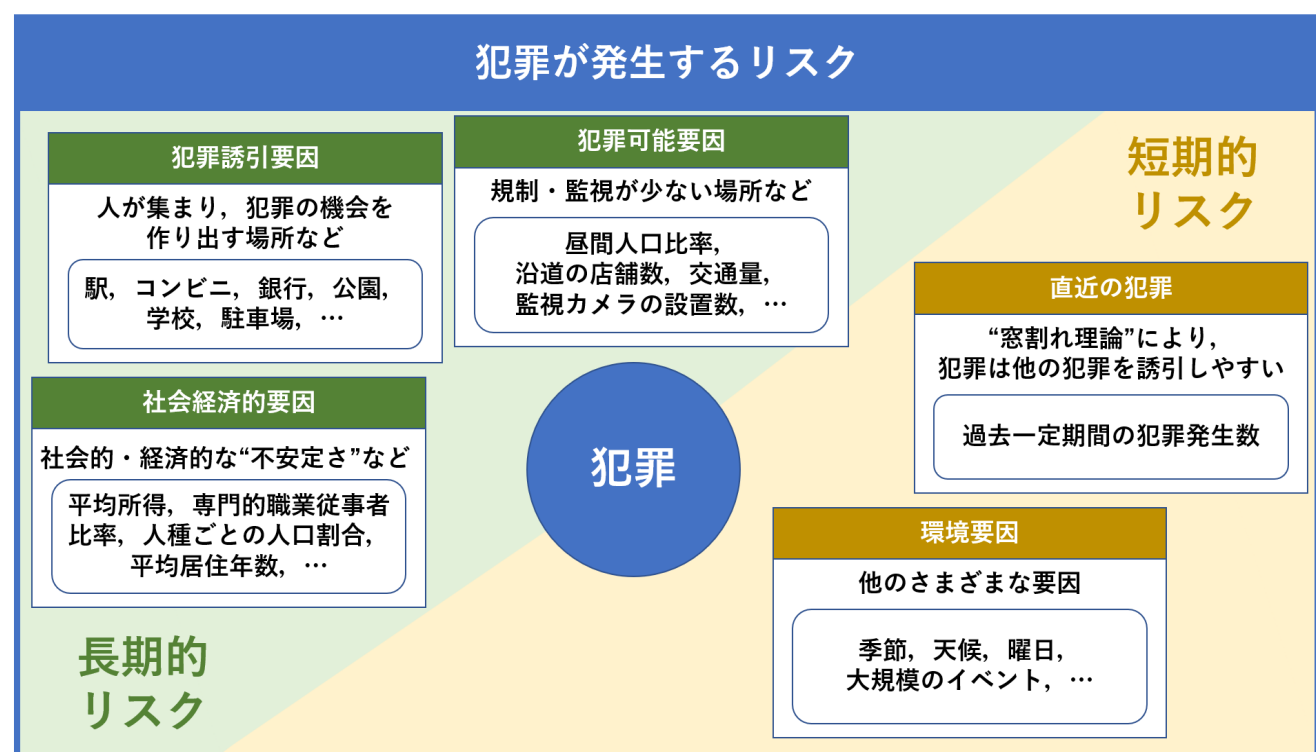 犯罪が発生するリスク
犯罪誘引要因
人が集まり，犯罪の機会を
作り出す場所など
駅，コンビニ，銀行，公園，
学校，駐車場，…
犯罪可能要因
規制・監視が少ない場所など
昼間人口比率，
沿道の店舗数，交通量，
監視カメラの設置数，…
短期的
リスク
直近の犯罪
“窓割れ理論”により，
犯罪は他の犯罪を誘引しやすい
過去一定期間の犯罪発生数
社会経済的要因
社会的・経済的な“不安定さ”など
平均所得，専門的職業従事者
比率，人種ごとの人口割合，
平均居住年数，…
犯罪
環境要因
他のさまざまな要因
季節，天候，曜日，
大規模のイベント，…
長期的
リスク